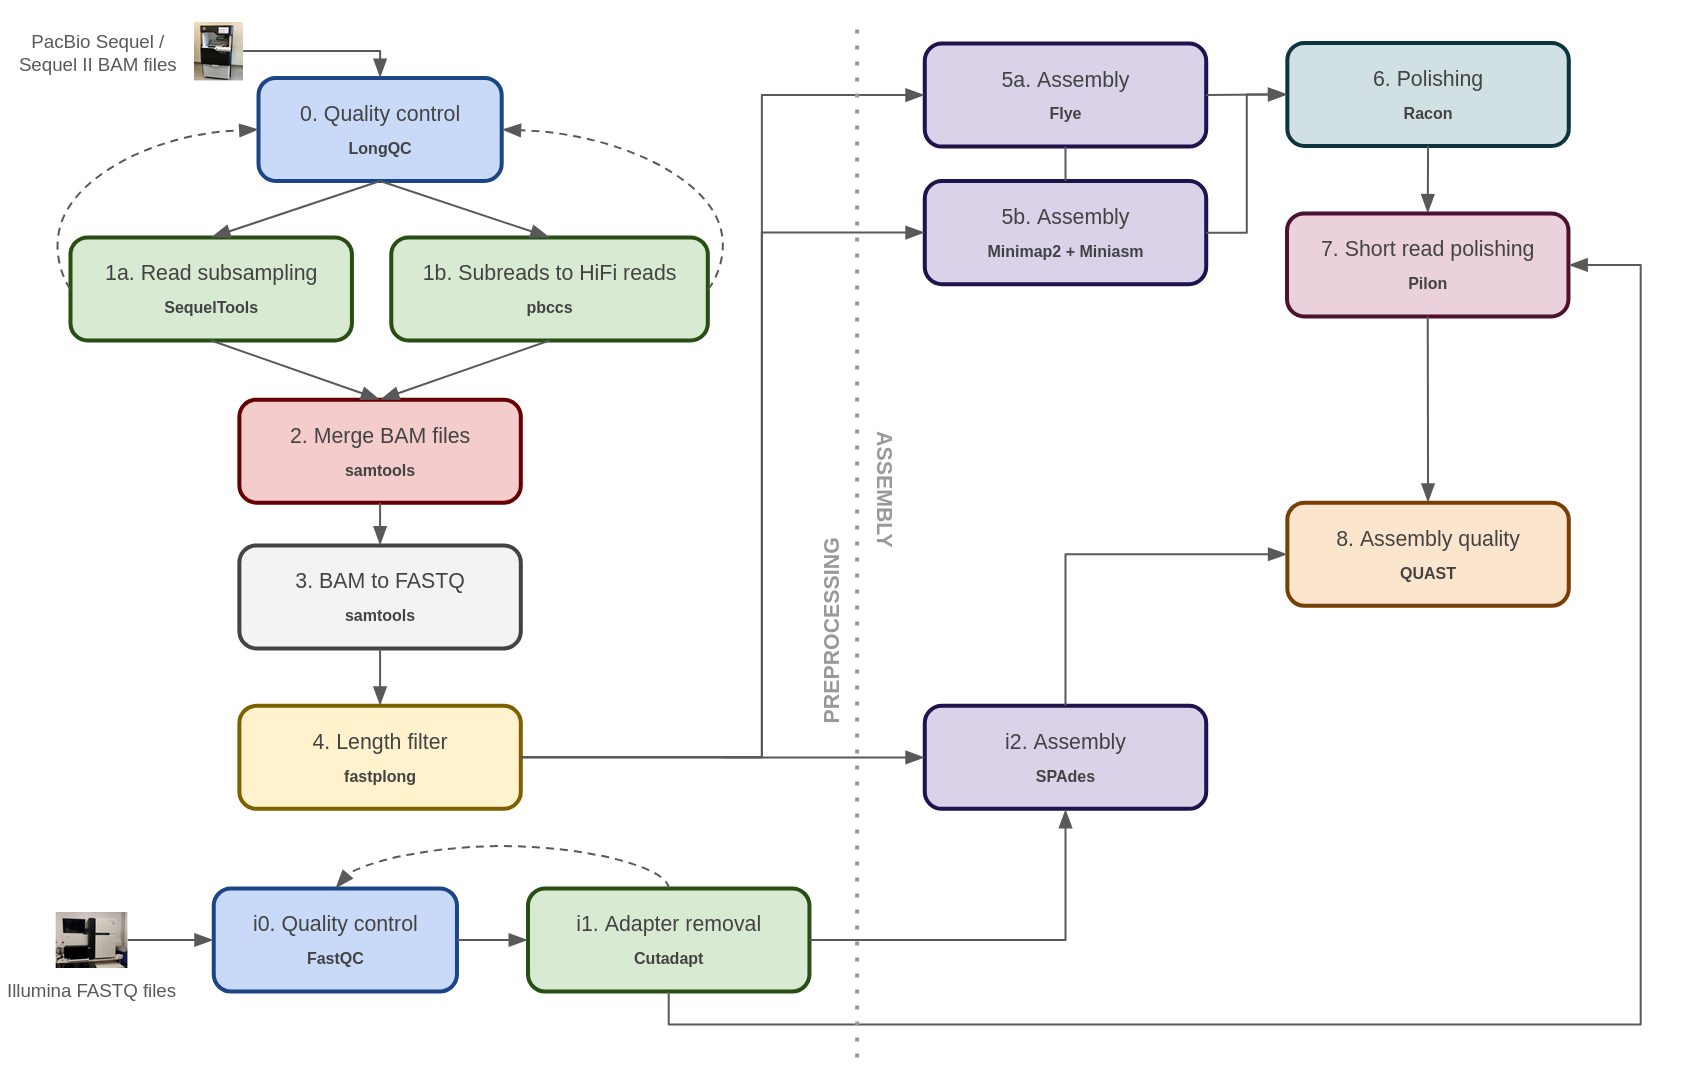 PacBio Sequel /
Sequel II BAM files
0. Quality control
LongQC
1a. Read subsampling
SequelTools
1b. Subreads to HiFi reads
pbccs
2. Merge BAM files
samtools
3. BAM to FASTQ
samtools
4. Length filter
fastplong
Illumina FASTQ files
i0. Quality control
FastQC
i1. Adapter removal
Cutadapt
PREPROCESSING
ASSEMBLY
5a. Assembly
Flye
5b. Assembly
Minimap2 + Miniasm
6. Polishing
Racon
7. Short read polishing
Pilon
8. Assembly quality
QUAST
i2. Assembly
SPAdes